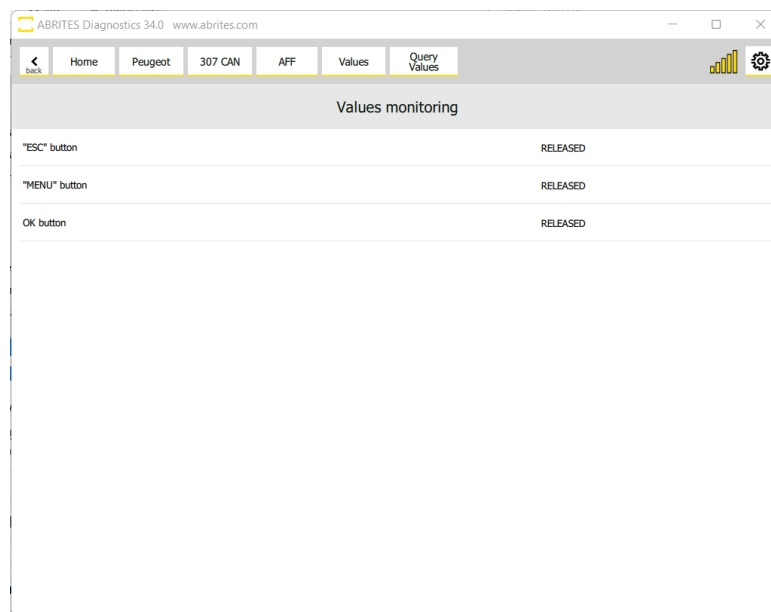 ABRITES Diagnostics 34.0 www.abrites.com
back
Home
Peugeot
307 CAN
AFF
Values
Query
Values
Values monitoring
"ESC" button RELEASED
"MENU" button RELEASED
OK button RELEASED